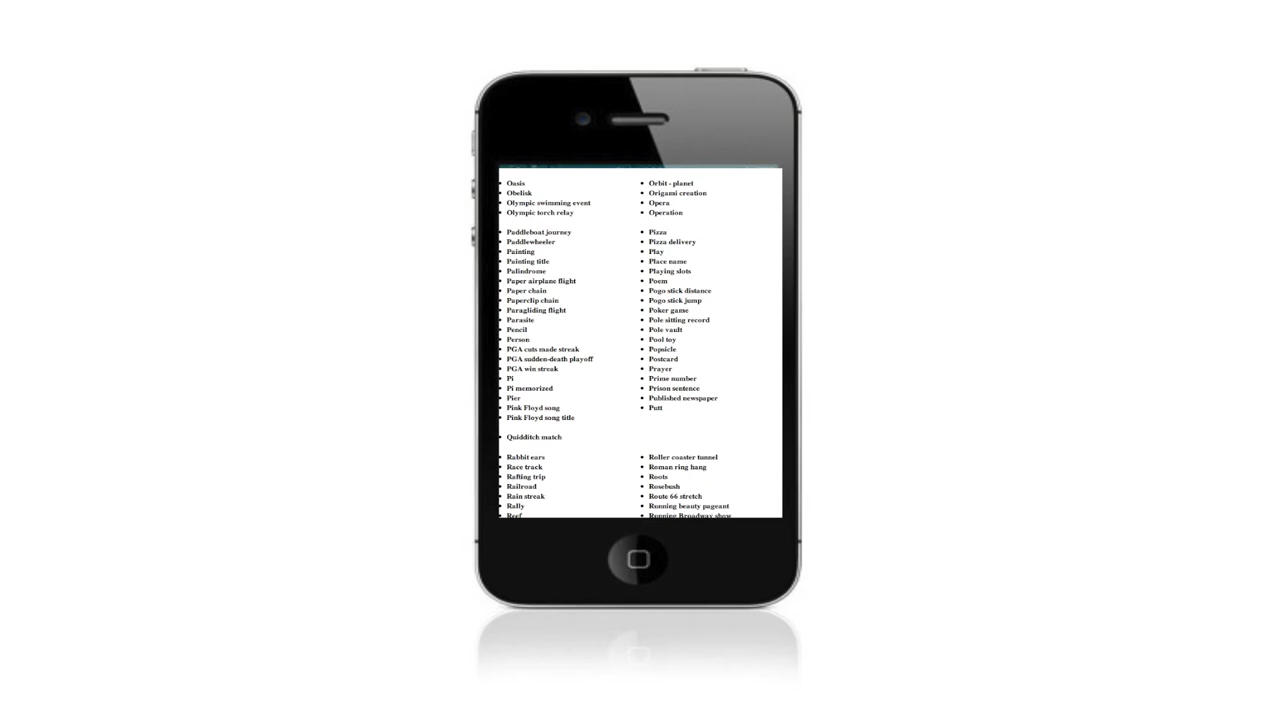 • Oasis
• Obelisk
• Olympic swimming event
• Olympic torch relay
• Orbit - planet
• Origami creation
• Opera
• Operation
• Paddleboat journey
• Paddlewheeler
• Painting
• Painting title
• Palindrome
• Paper airplane flight
• Paper chain
• Paperclip chain
• Paragliding flight
• Parasite
• Pencil
• Person
• PGA cuts made streak
• PGA sudden-death playoff
• PGA win streak
• Pi
• Pi memorized
• Pier
• Pink Floyd song
• Pink Floyd song title
• Pizza
• Pizza delivery
• Play
• Place name
• Playing slots
• Poem
• Pogo stick distance
• Pogo stick jump
• Poker game
• Pole sitting record
• Pole vault
• Pool toy
• Popsicle
• Postcard
• Prayer
• Prime number
• Prison sentence
• Published newspaper
• Putt
• Quidditch match
• Rabbit ears
• Race track
• Rafting trip
• Railroad
• Rain streak
• Rally
• Reef
• Roller coaster tunnel
• Roman ring hang
• Roots
• Rosebush
• Route 66 stretch
• Running beauty pageant
• Running Broadway show